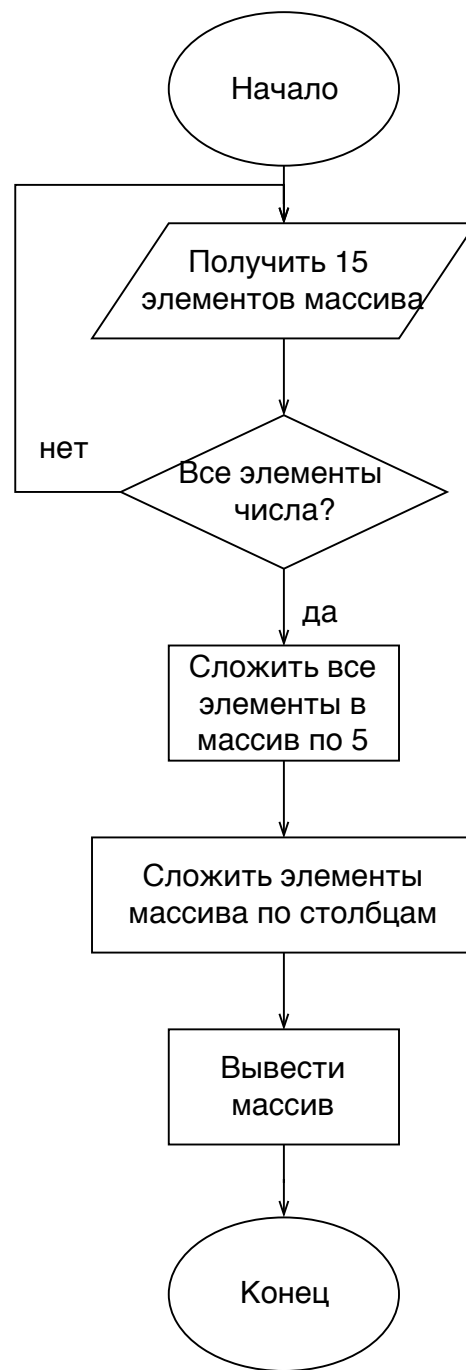 Начало
Получить 15
элементов массива
нет
Все элементы
числа?
да
Сложить все
элементы в
массив по 5
Сложить элементы
массива по столбцам
Вывести
массив
Конец